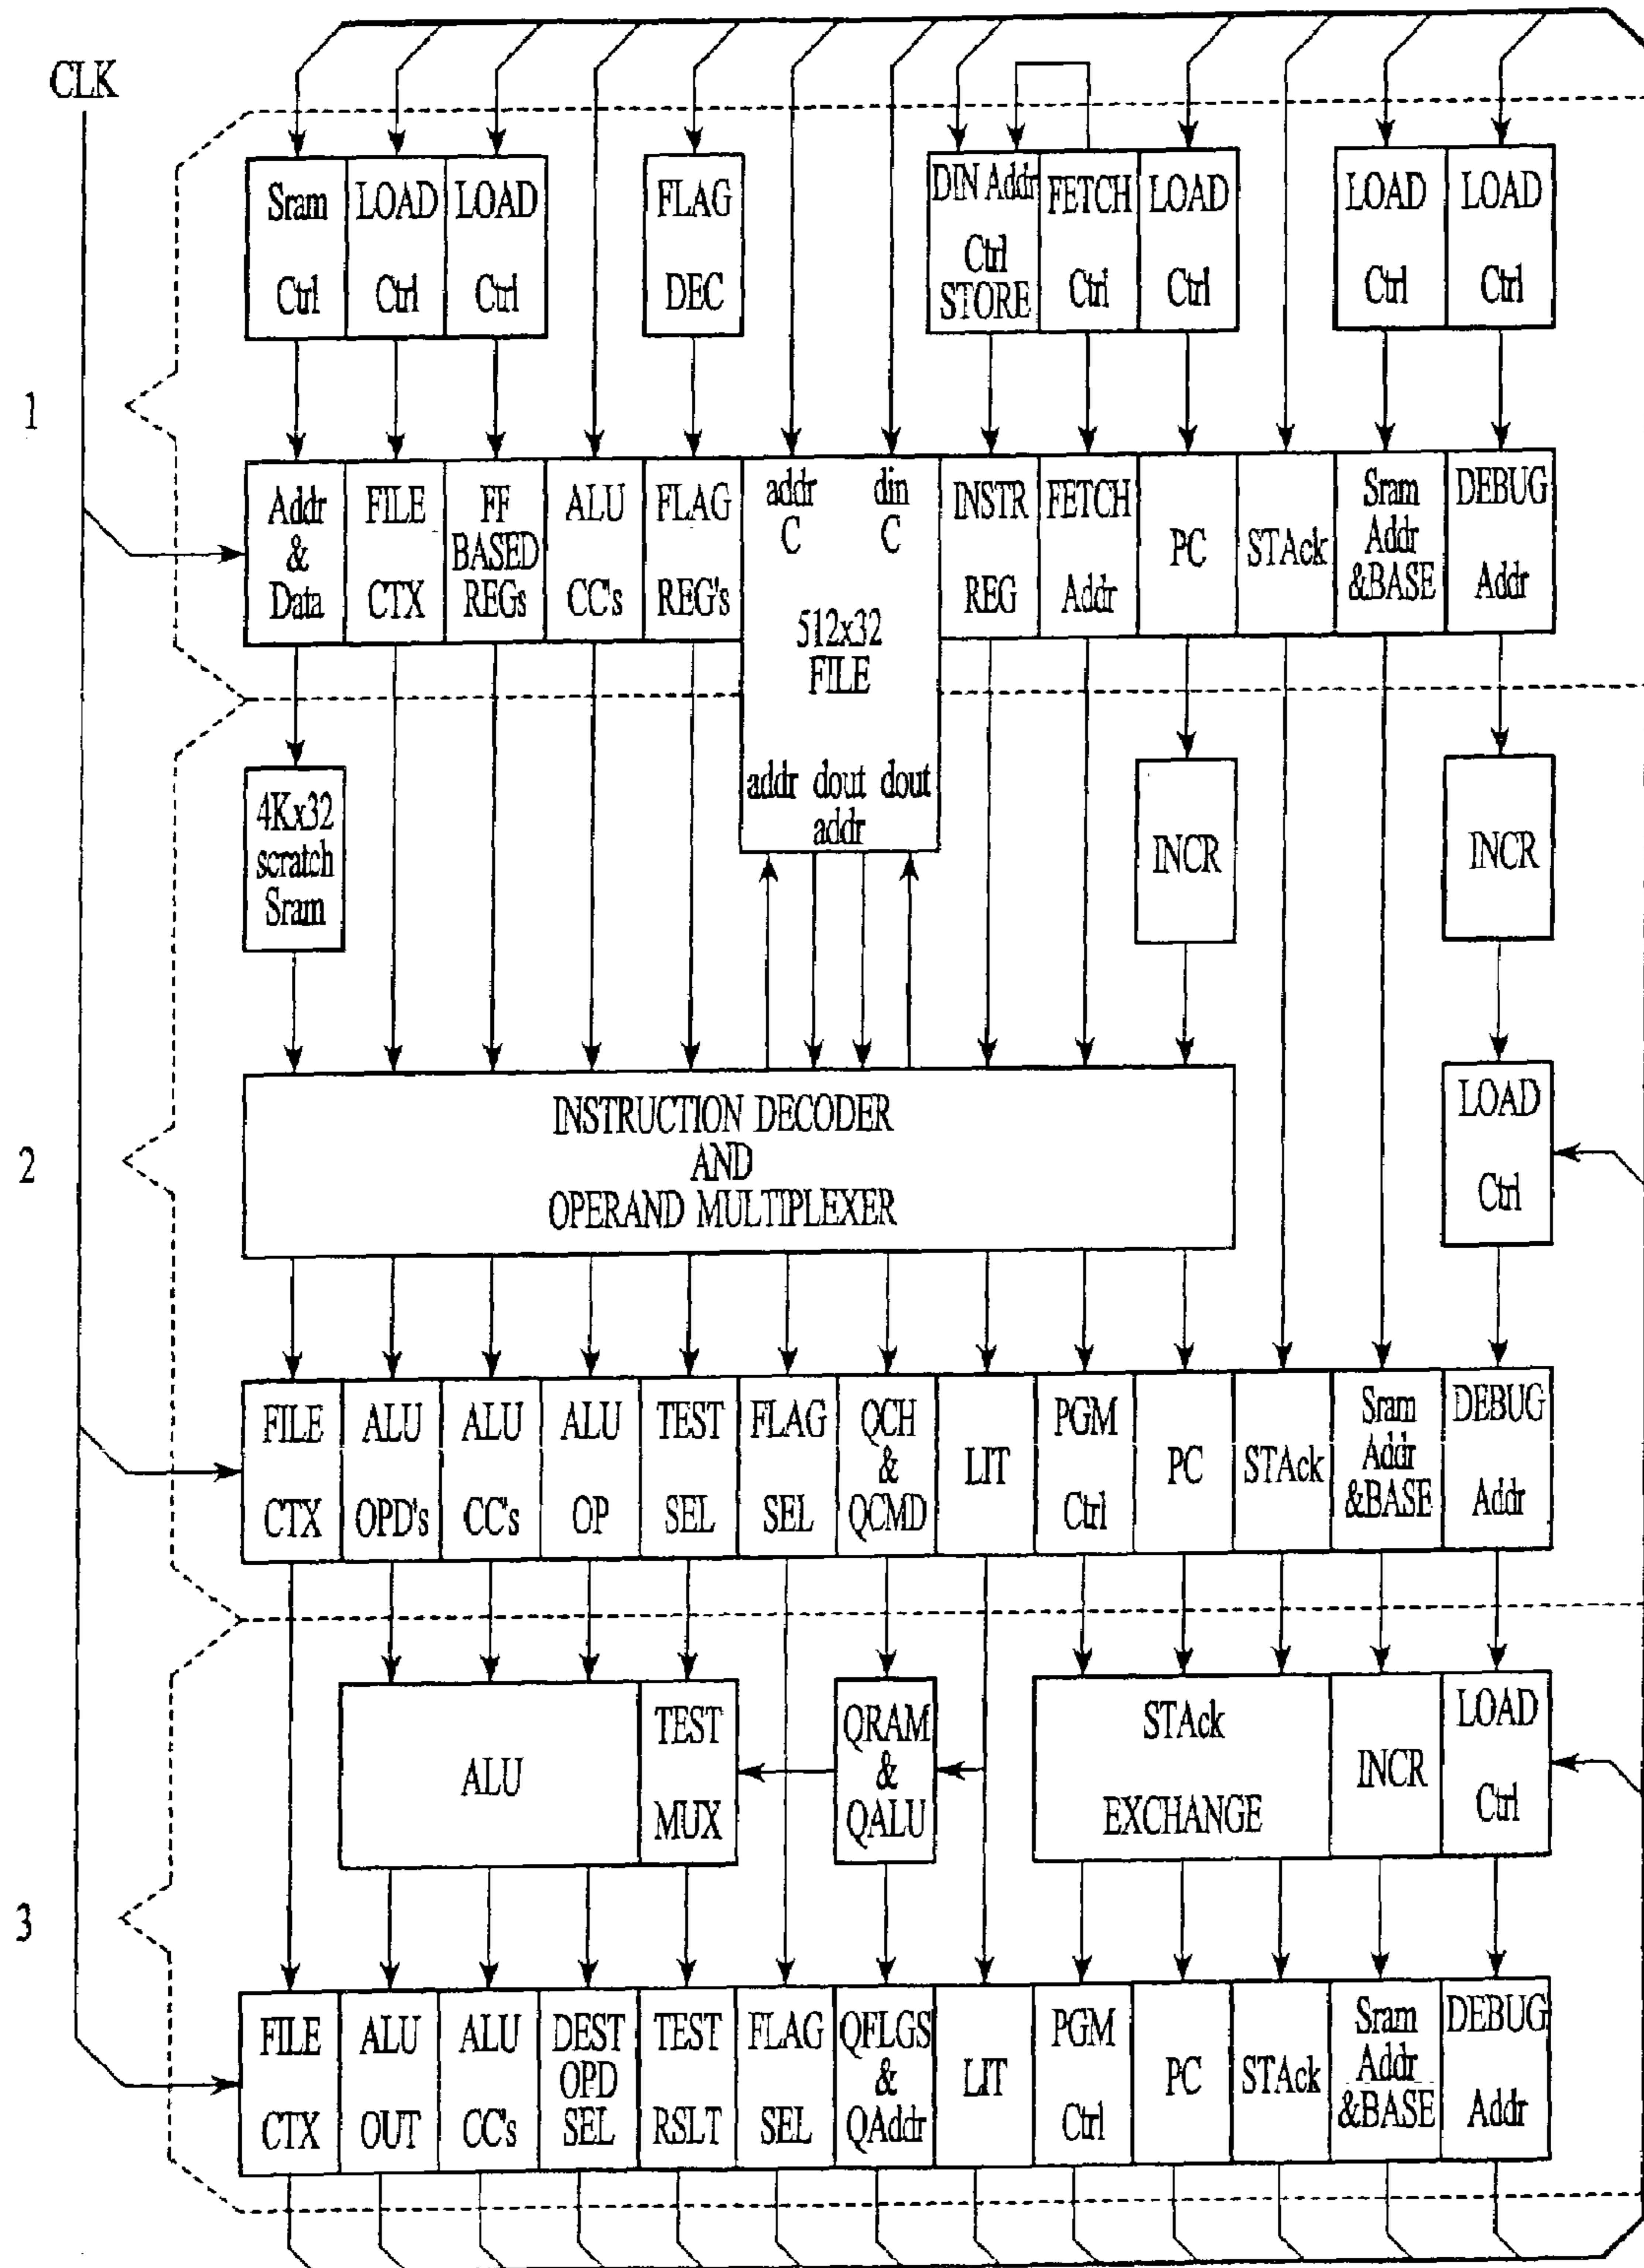 CLK
Sram
Ctrl
LOAD
Ctrl
LOAD
Ctrl
FLAG
DEC
DIN Addr
Ctrl
STORE
FETCH
Ctrl
LOAD
Ctrl
LOAD
Ctrl
LOAD
Ctrl
1
Addr
&
Data
FILE
CTX
FF
BASED
REGs
ALU
CC's
FLAG
REG's
addr
C
din
C
512x32
FILE
addr dout dout
addr
INSTR
REG
FETCH
Addr
PC
STAck
Sram
Addr
&BASE
DEBUG
Addr
2
4Kx32
scratch
Sram
INCR
INCR
INSTRUCTION DECODER
AND
OPERAND MULTIPLEXER
LOAD
Ctrl
FILE
CTX
ALU
OPD's
ALU
CC's
ALU
OP
TEST
SEL
FLAG
SEL
QCH
&
QCMD
LIT
PGM
Ctrl
PC
STAck
Sram
Addr
&BASE
DEBUG
Addr
3
ALU
TEST
MUX
QRAM
&
QALU
STAck
EXCHANGE
INCR
LOAD
Ctrl
FILE
CTX
ALU
OUT
ALU
CC's
DEST
OPD
SEL
TEST
RSLT
FLAG
SEL
QFLGS
&
QAddr
LIT
PGM
Ctrl
PC
STAck
Sram
Addr
&BASE
DEBUG
Addr